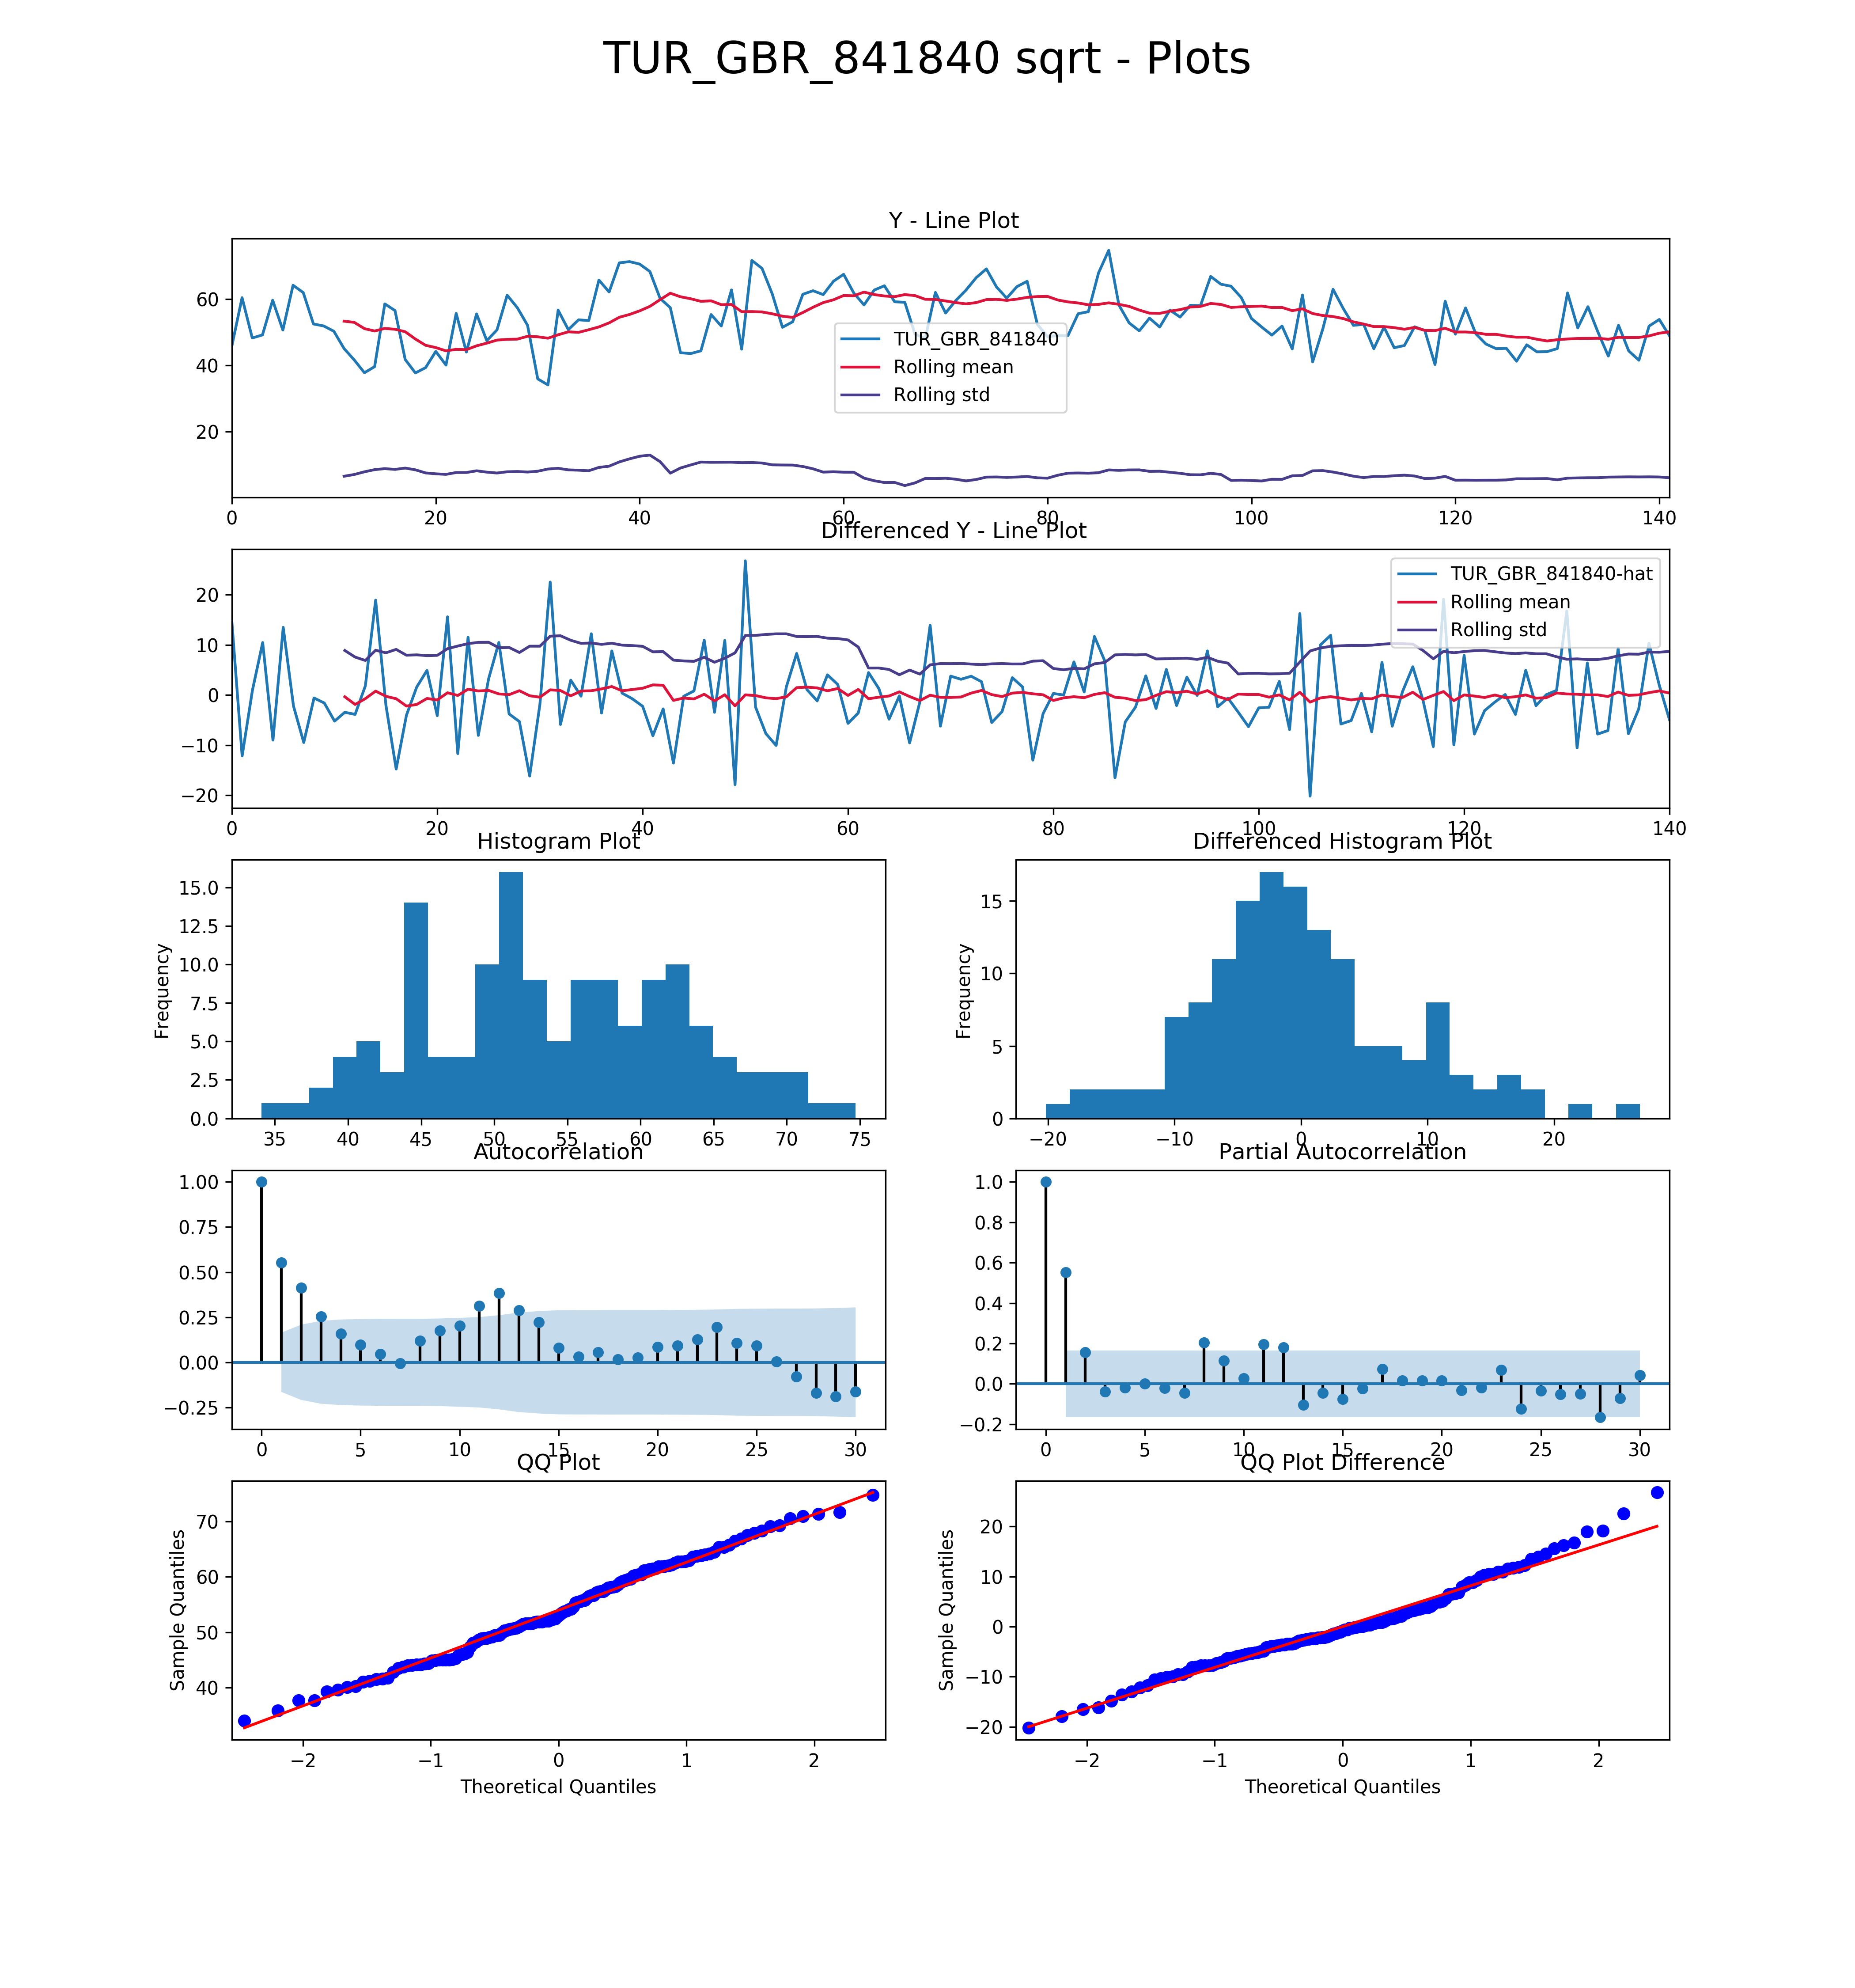 TUR_GBR_841840 sqrt - Plots
Y - Line Plot
60
40
20
TUR_GBR_841840
Rolling mean
Rolling std
0 20 40 60 80 100 120 140
Differenced Y - Line Plot
20
10
0
−10
−20
TUR_GBR_841840-hat
Rolling mean
Rolling std
0 20 40 60 80 100 120 140
Histogram Plot
Frequency
15.0
12.5
10.0
7.5
5.0
2.5
0.0
35 40 45 50 55 60 65 70 75
Differenced Histogram Plot
Frequency
15
10
5
0
−20 −10 0 10 20
Autocorrelation
1.00
0.75
0.50
0.25
0.00
−0.25
0 5 10 15 20 25 30
Partial Autocorrelation
1.0
0.8
0.6
0.4
0.2
0.0
−0.2
0 5 10 15 20 25 30
QQ Plot
Sample Quantiles
70
60
50
40
−2 −1 0 1 2
Theoretical Quantiles
QQ Plot Difference
Sample Quantiles
20
10
0
−10
−20
−2 −1 0 1 2
Theoretical Quantiles